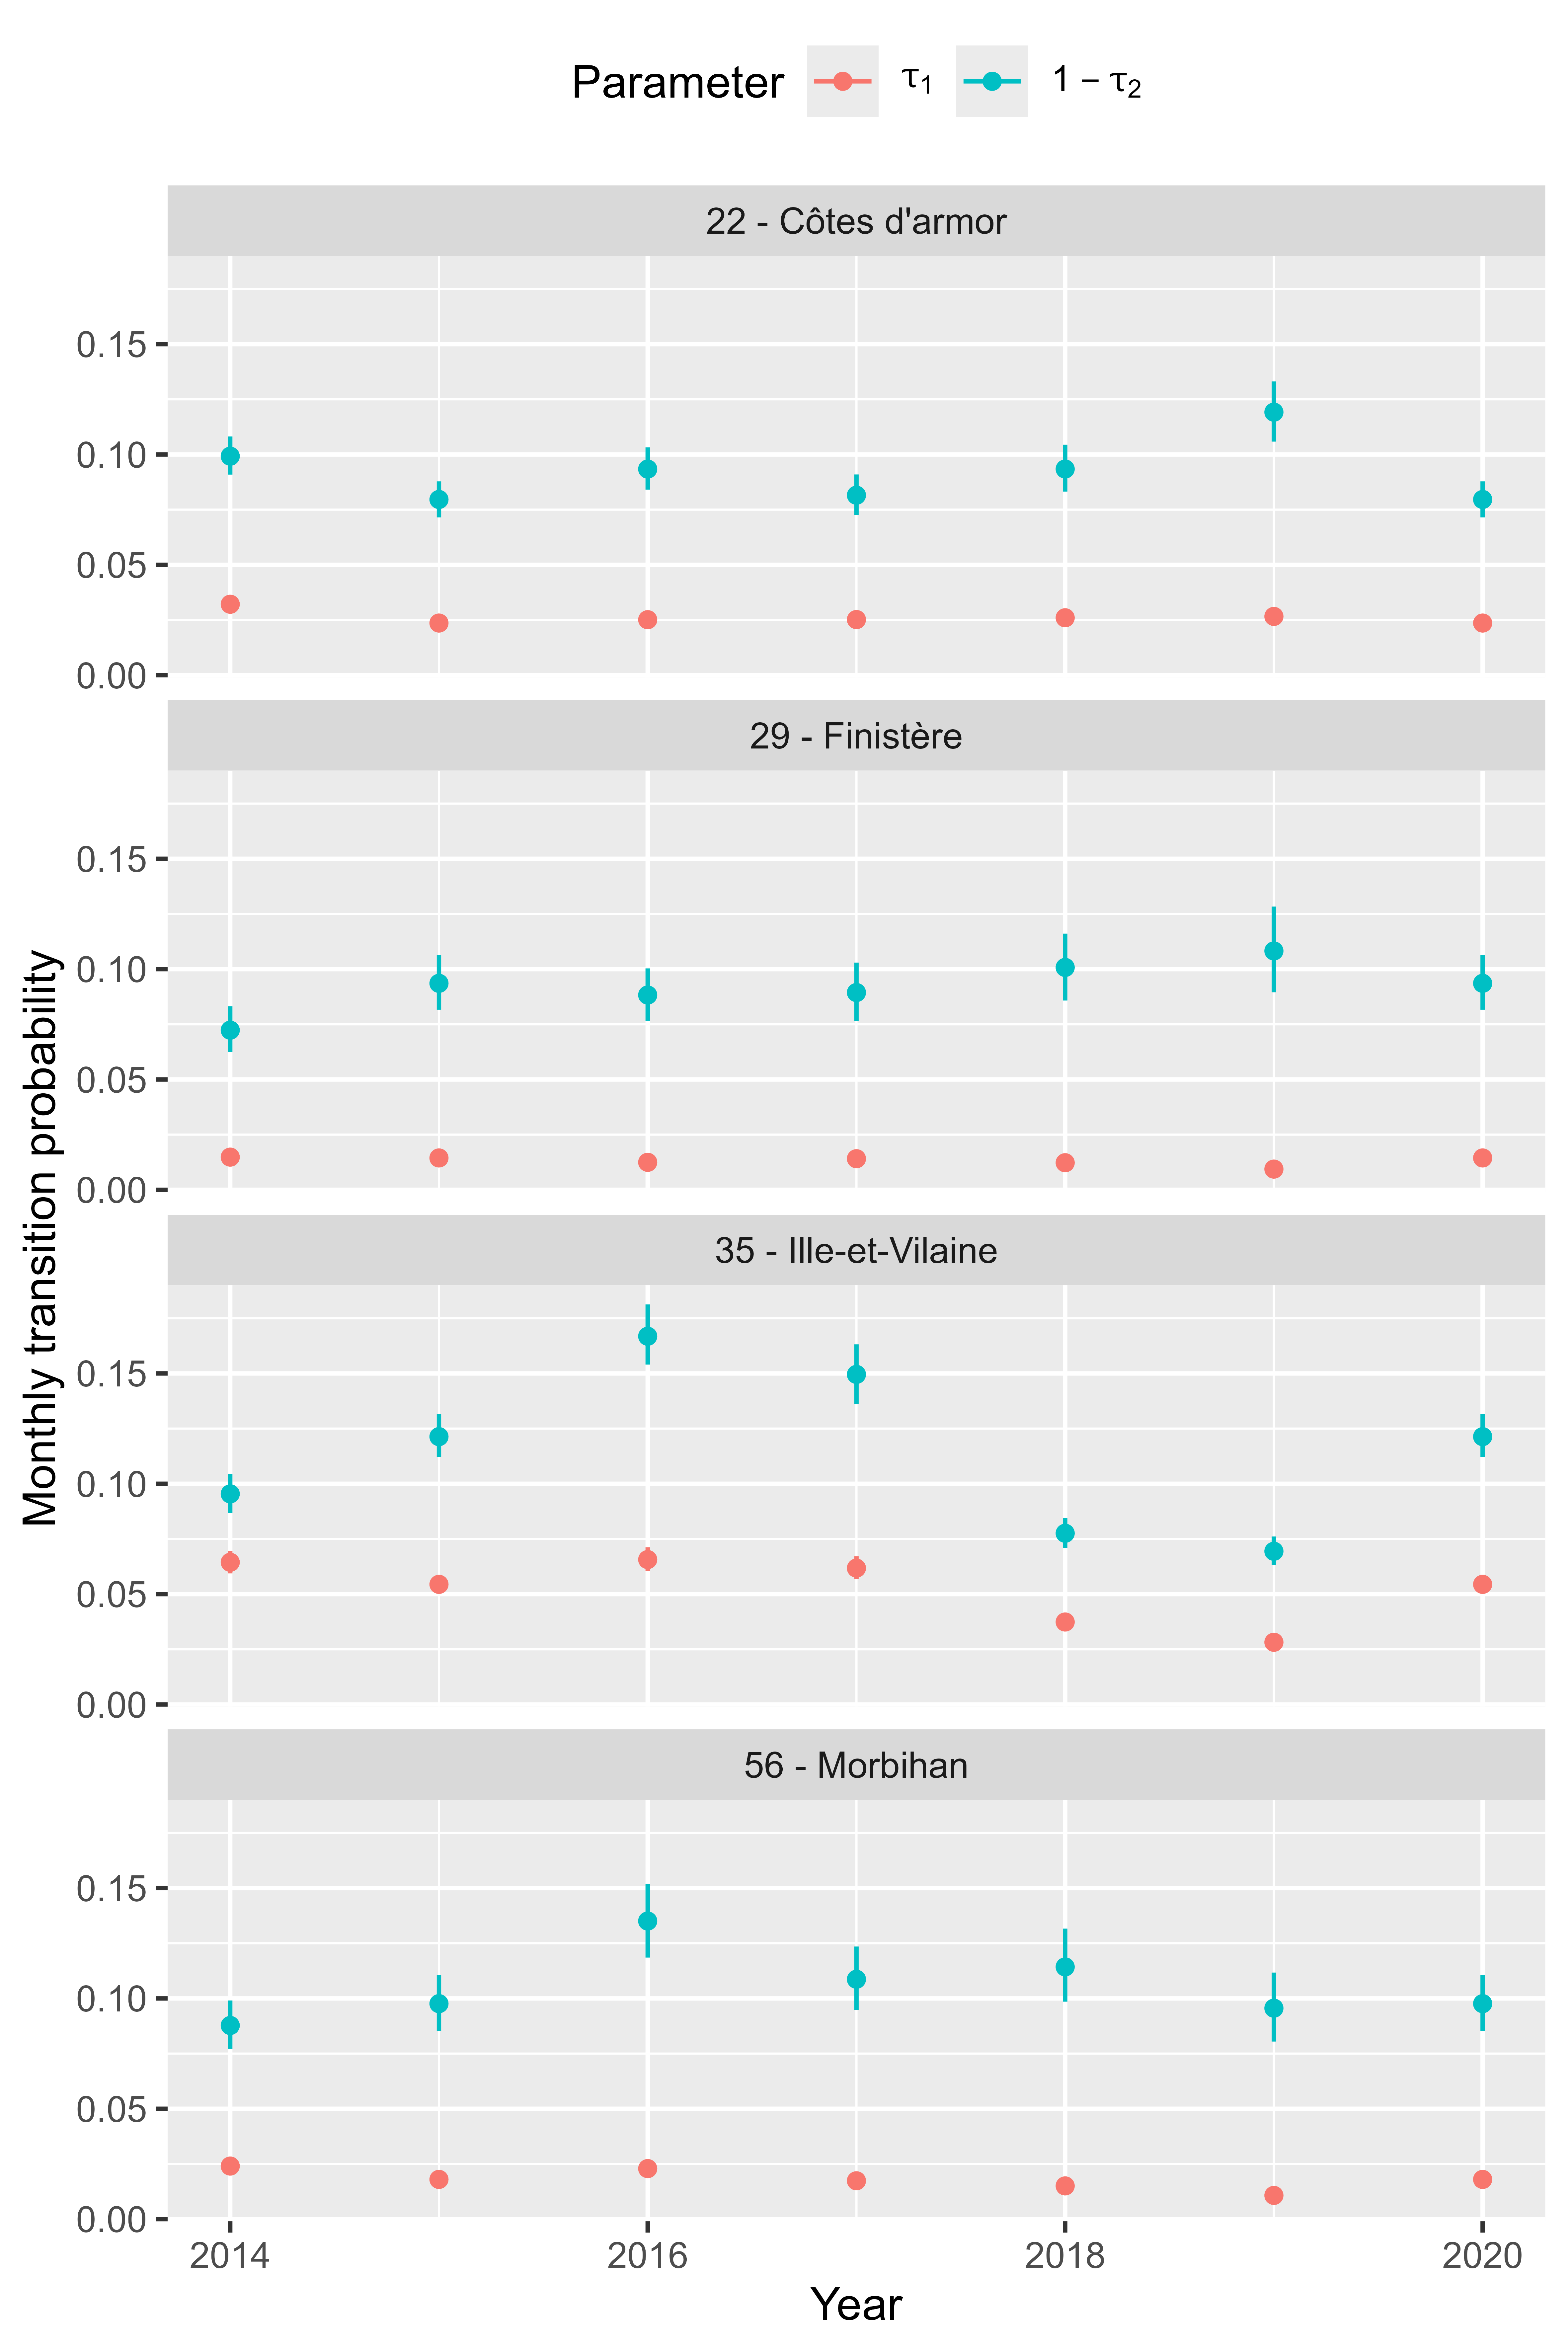 Parameter τ1 1 − τ2
22 - Côtes d'armor
0.15
0.10
0.05
0.00
29 - Finistère
0.15
0.10
0.05
0.00
35 - Ille-et-Vilaine
0.15
0.10
0.05
0.00
56 - Morbihan
0.15
0.10
0.05
0.00
Monthly transition probability
2014 2016 2018 2020
Year